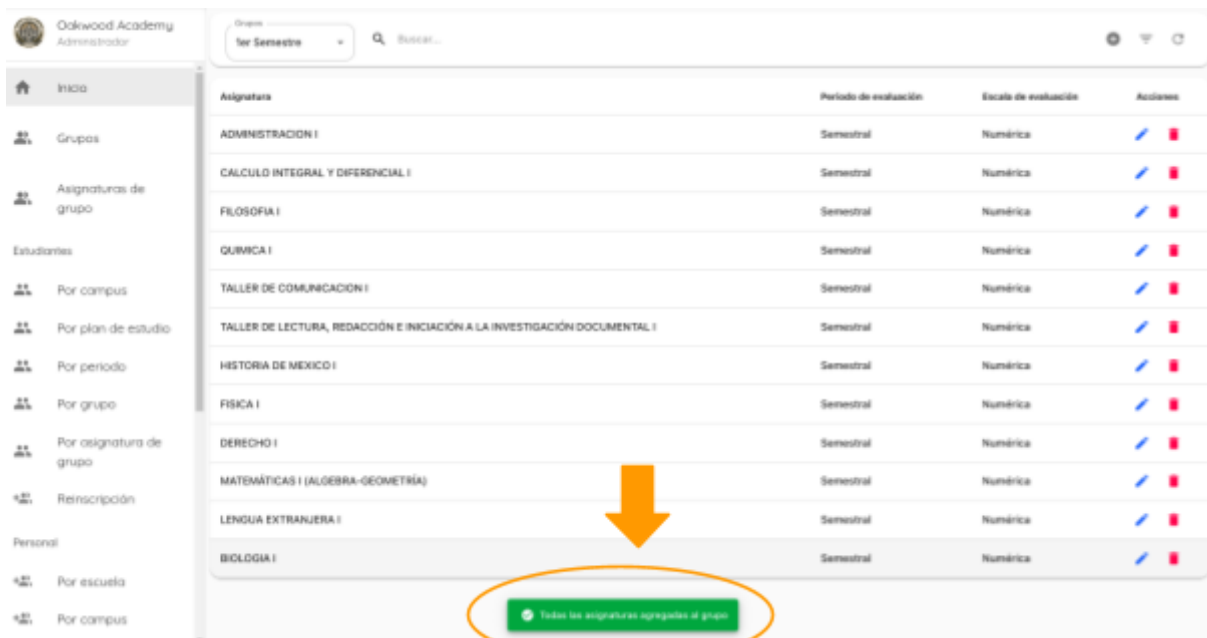 Oakwood Academy
Administrador
Grupos
1er Semestre
Buscar...
Inicio
Grupos
Asignaturas de
grupo
Estudiantes
Por campus
Por plan de estudio
Por periodo
Por grupo
Por asignatura de
grupo
Reinscripción
Personal
Por escuela
Por campus
Asignatura Periodo de evaluación Escala de evaluación Acciones
ADMINISTRACION I Semestral Numérica
CALCULO INTEGRAL Y DIFERENCIAL I Semestral Numérica
FILOSOFIA I Semestral Numérica
QUIMICA I Semestral Numérica
TALLER DE COMUNICACION I Semestral Numérica
TALLER DE LECTURA, REDACCIÓN E INICIACIÓN A LA INVESTIGACIÓN DOCUMENTAL I Semestral Numérica
HISTORIA DE MEXICO I Semestral Numérica
FISICA I Semestral Numérica
DERECHO I Semestral Numérica
MATEMÁTICAS I (ALGEBRA-GEOMETRÍA) Semestral Numérica
LENGUA EXTRANJERA I Semestral Numérica
BIOLOGIA I Semestral Numérica
Todas las asignaturas agregadas al grupo